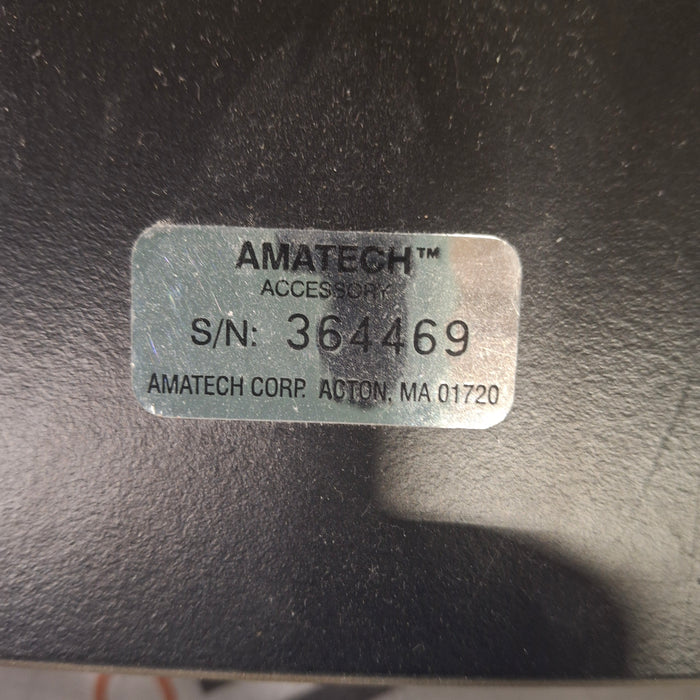 AMATECH™
ACCESSORY
S/N: 364469
AMATECH CORP. ACTON, MA 01720